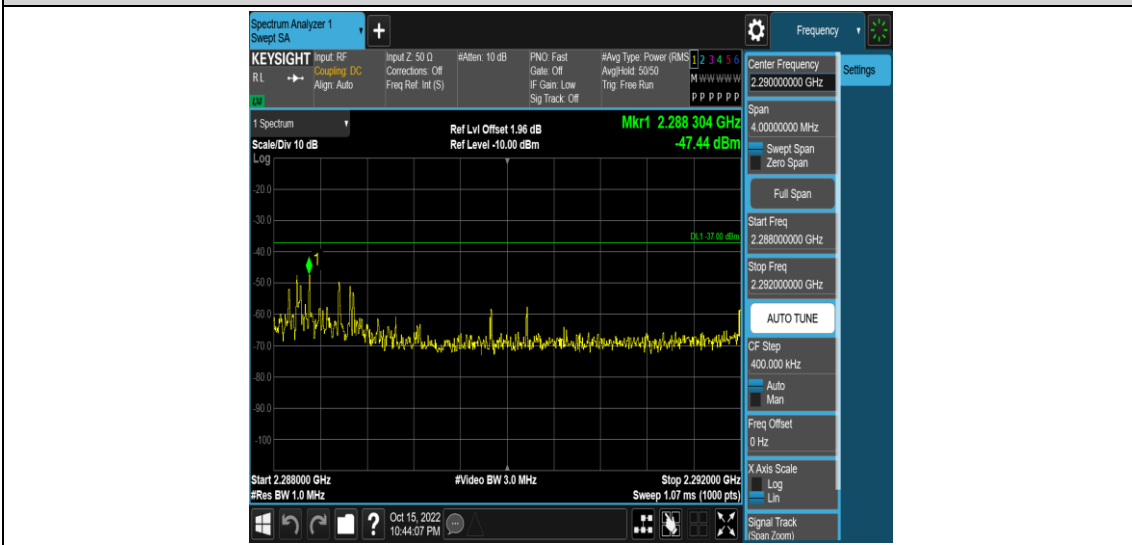 Spectrum Analyzer 1
Swept SA
+
Frequency
KEYSIGHT
RL
LXI
Input: RF
Coupling: DC
Align: Auto
Input Z: 50 Ω
Corrections: Off
Freq Ref: Int (S)
#Atten: 10 dB
PNO: Fast
Gate: Off
IF Gain: Low
Sig Track: Off
#Avg Type: Power (RMS
Avg|Hold: 50/50
Trig: Free Run
1 2 3 4 5 6
M W W W W W
P P P P P P
Center Frequency
2.290000000 GHz
Settings
1 Spectrum
Scale/Div 10 dB
Log
Ref Lvl Offset 1.96 dB
Ref Level -10.00 dBm
Mkr1 2.288 304 GHz
-47.44 dBm
Span
4.00000000 MHz
Swept Span
Zero Span
Full Span
Start Freq
2.288000000 GHz
Stop Freq
2.292000000 GHz
AUTO TUNE
CF Step
400.000 kHz
Auto
Man
Freq Offset
0 Hz
X Axis Scale
Log
Lin
Signal Track
(Span Zoom)
-20.0
-30.0
DL1 -37.00 dBm
-40.0
1
-50.0
-60.0
-70.0
-80.0
-90.0
-100
Start 2.288000 GHz
#Res BW 1.0 MHz
#Video BW 3.0 MHz
Stop 2.292000 GHz
Sweep 1.07 ms (1000 pts)
?
Oct 15, 2022
10:44:07 PM